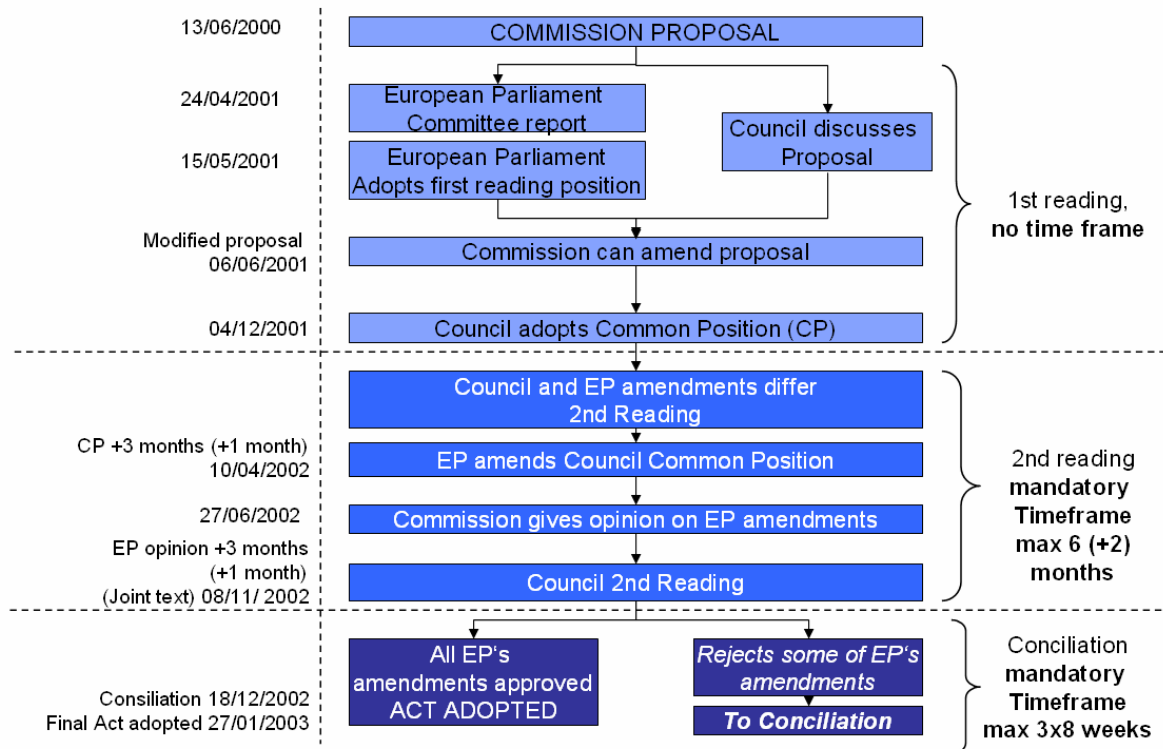 13/06/2000
COMMISSION PROPOSAL
24/04/2001
European Parliament
Committee report
Council discusses
Proposal
15/05/2001
European Parliament
Adopts first reading position
1st reading,
no time frame
Modified proposal
06/06/2001
Commission can amend proposal
04/12/2001
Council adopts Common Position (CP)
Council and EP amendments differ
2nd Reading
CP +3 months (+1 month)
10/04/2002
EP amends Council Common Position
2nd reading
mandatory
Timeframe
max 6 (+2)
months
27/06/2002
Commission gives opinion on EP amendments
EP opinion +3 months
(+1 month)
(Joint text) 08/11/ 2002
Council 2nd Reading
All EP's
amendments approved
ACT ADOPTED
Rejects some of EP's
amendments
To Conciliation
Conciliation
mandatory
Timeframe
max 3x8 weeks
Consiliation 18/12/2002
Final Act adopted 27/01/2003